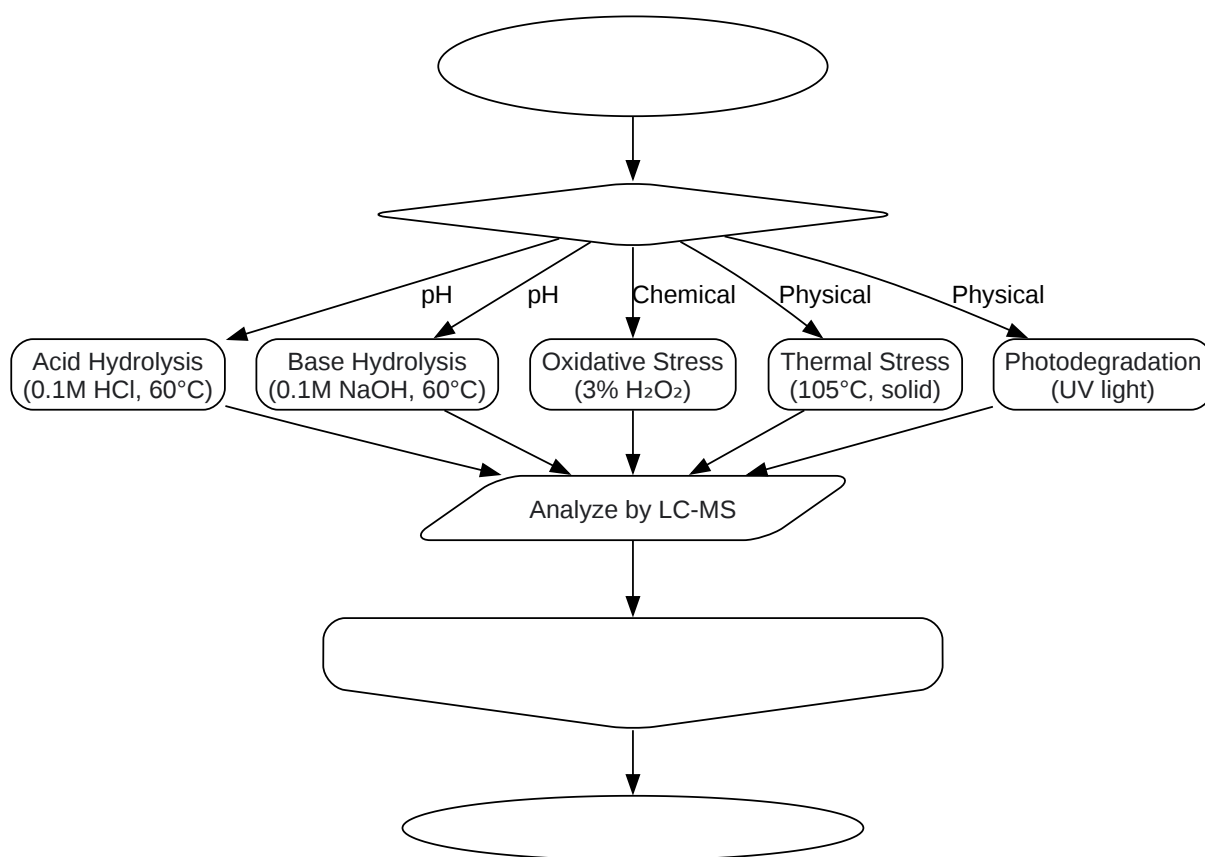 pH
pH
Chemical
Physical
Physical
Acid Hydrolysis
(0.1M HCl, 60°C)
Base Hydrolysis
(0.1M NaOH, 60°C)
Oxidative Stress
(3% H₂O₂)
Thermal Stress
(105°C, solid)
Photodegradation
(UV light)
Analyze by LC-MS